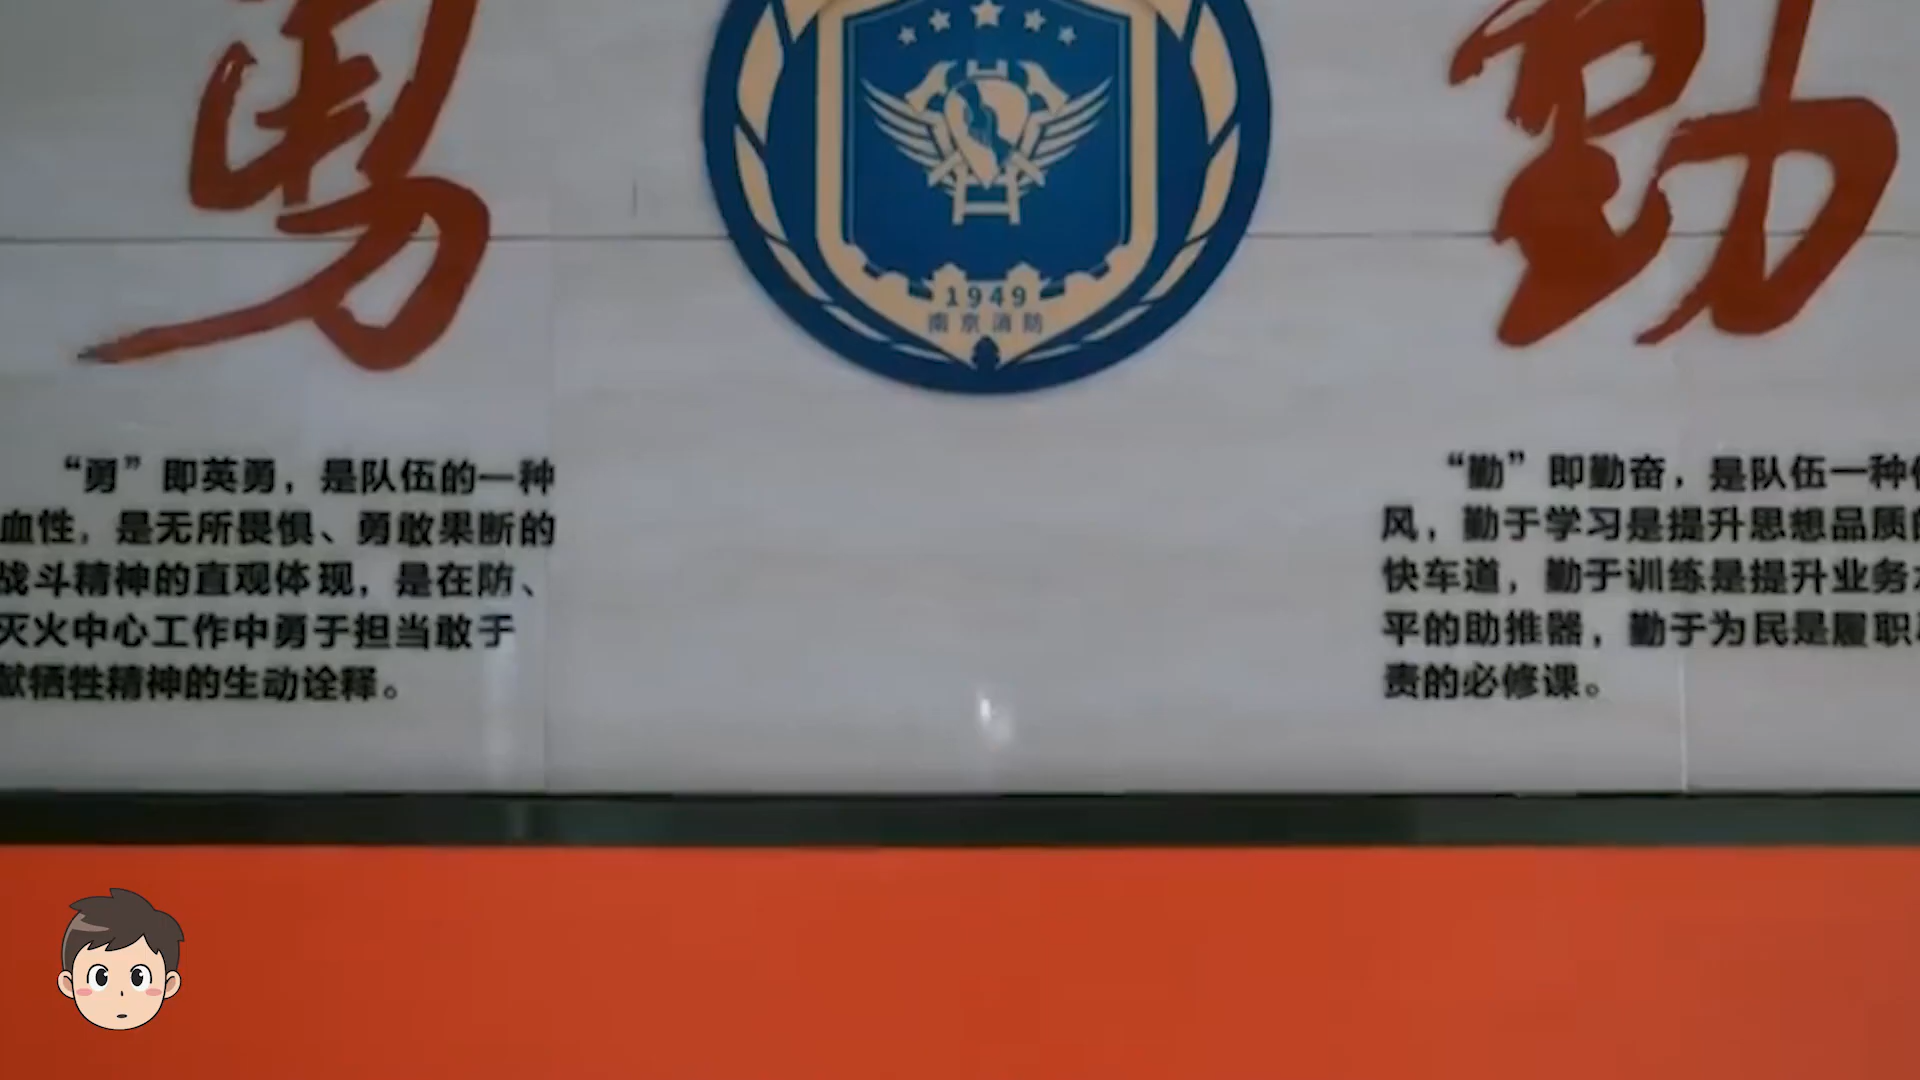 勇
勤
1949
南京消防
“勇”即英勇，是队伍的一种
血性，是无所畏惧、勇敢果断的
战斗精神的直观体现，是在防、
灭火中心工作中勇于担当敢于
献牺牲精神的生动诠释。
“勤”即勤奋，是队伍一种
风，勤于学习是提升思想品质的
快车道，勤于训练是提升业务水
平的助推器，勤于为民是履职
责的必修课。